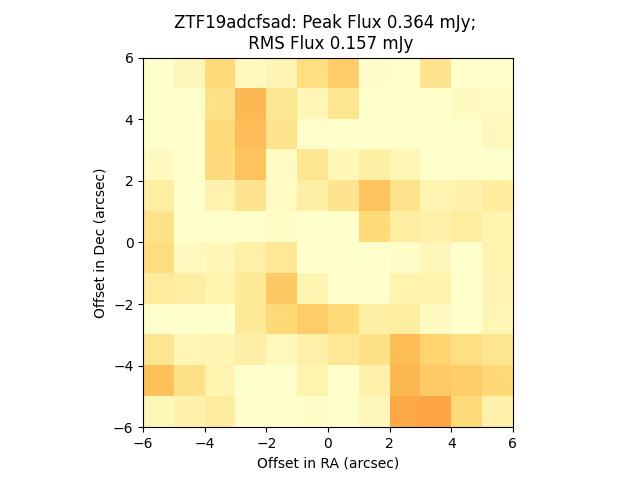 ZTF19adcfsad: Peak Flux 0.364 mJy;
RMS Flux 0.157 mJy
6
4
2
0
−2
−4
−6
Offset in Dec (arcsec)
−6 −4 −2 0 2 4 6
Offset in RA (arcsec)